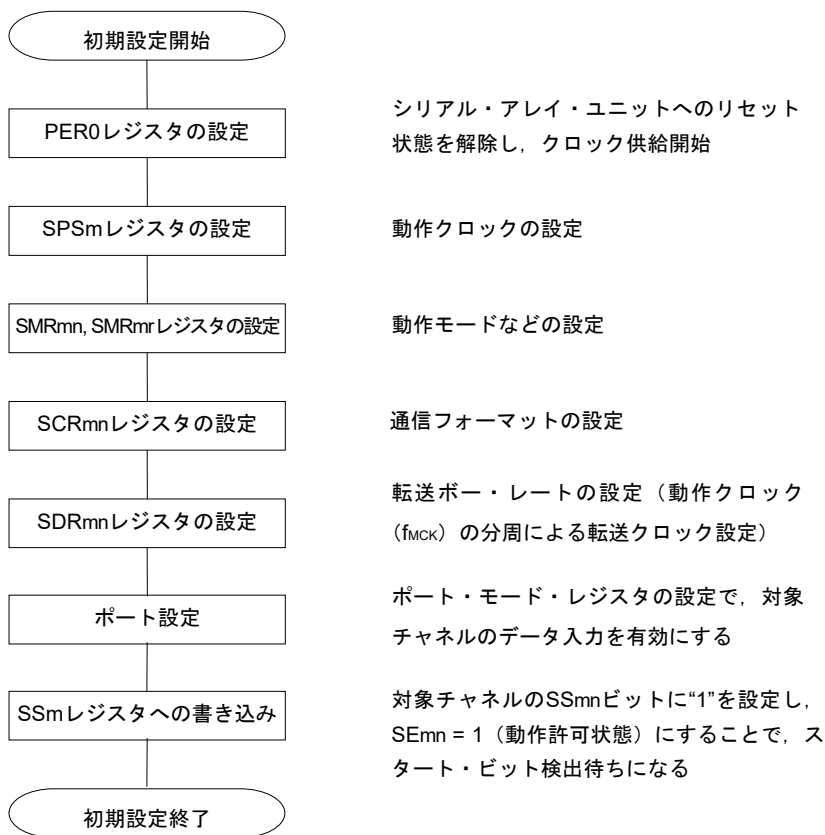 初期設定開始
PER0レジスタの設定
シリアル・アレイ・ユニットへのリセット
状態を解除し，クロック供給開始
SPSmレジスタの設定
動作クロックの設定
SMRmn, SMRmrレジスタの設定
動作モードなどの設定
SCRmnレジスタの設定
通信フォーマットの設定
SDRmnレジスタの設定
転送ボー・レートの設定（動作クロック
（fMCK）の分周による転送クロック設定）
ポート設定
ポート・モード・レジスタの設定で，対象
チャネルのデータ入力を有効にする
SSmレジスタへの書き込み
対象チャネルのSSmnビットに“1”を設定し，
SEmn = 1（動作許可状態）にすることで，ス
タート・ビット検出待ちになる
初期設定終了